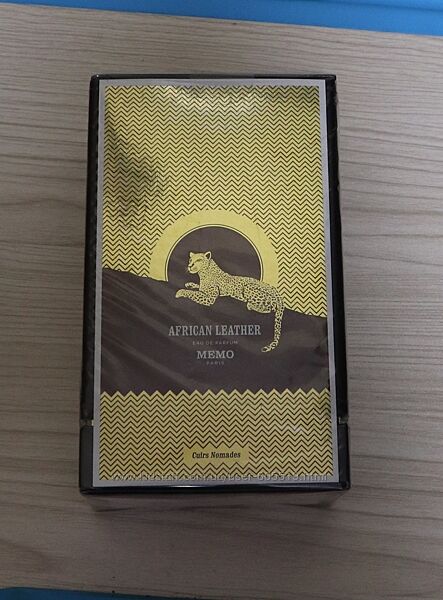 AFRICAN LEATHER
EAU DE PARFUM
MEMO
PARIS
Cuirs Nomades